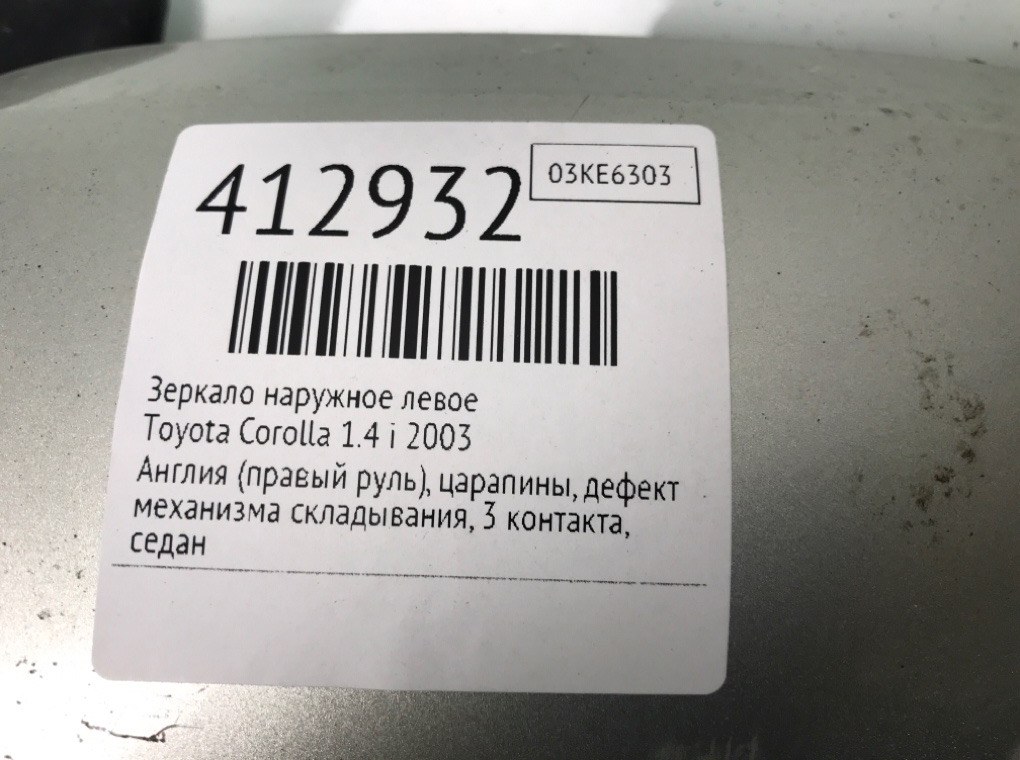 412932
03KE6303
Зеркало наружное левое
Toyota Corolla 1.4 i 2003
Англия (правый руль), царапины, дефект
механизма складывания, 3 контакта,
седан